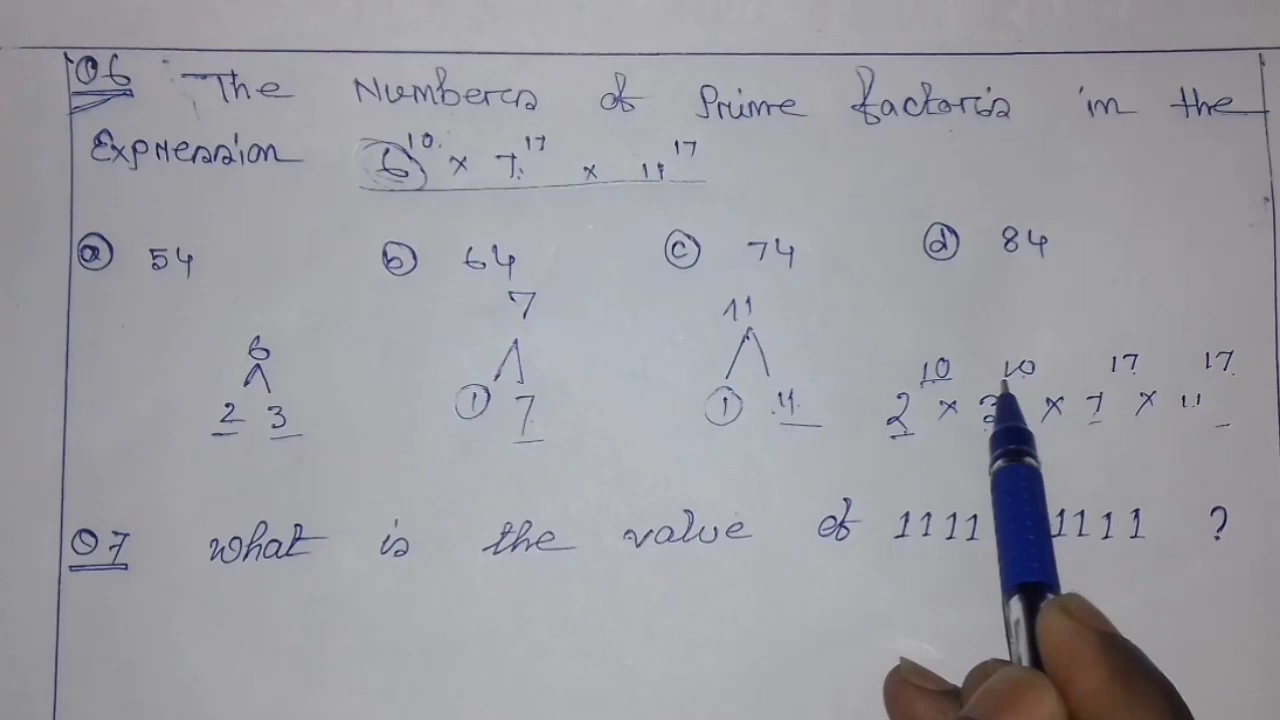 Q6 The Numbers of Prime factors in the
Expression 6^10 × 7^17 × 11^17
(a) 54 (b) 64 (c) 74 (d) 84
6
2 3
7
1 7
11
1 11
2^10 × 3^10 × 7^17 × 11^17
Q7 what is the value of 1111 1111 ?